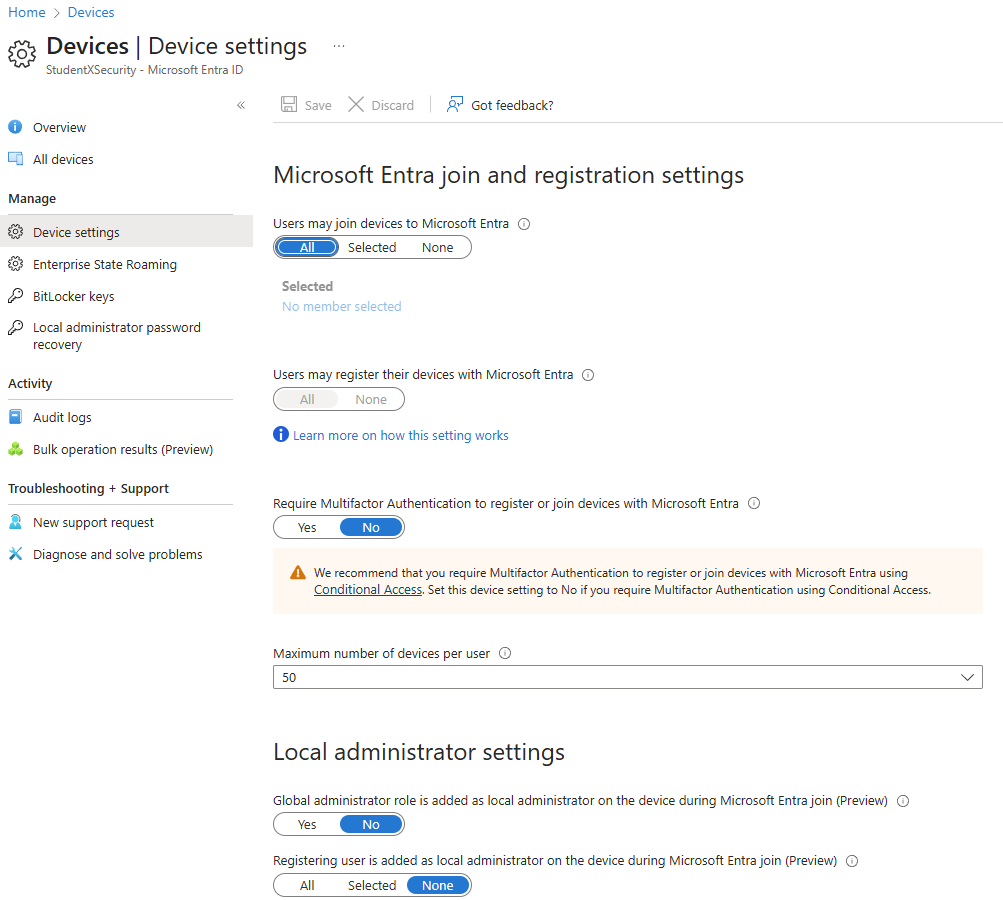 Home > Devices
Devices | Device settings ...
StudentXSecurity - Microsoft Entra ID
«
Overview
All devices
Manage
Device settings
Enterprise State Roaming
BitLocker keys
Local administrator password
recovery
Activity
Audit logs
Bulk operation results (Preview)
Troubleshooting + Support
New support request
Diagnose and solve problems
Save Discard Got feedback?
Microsoft Entra join and registration settings
Users may join devices to Microsoft Entra
All Selected None
Selected
No member selected
Users may register their devices with Microsoft Entra
All None
Learn more on how this setting works
Require Multifactor Authentication to register or join devices with Microsoft Entra
Yes No
We recommend that you require Multifactor Authentication to register or join devices with Microsoft Entra using
Conditional Access. Set this device setting to No if you require Multifactor Authentication using Conditional Access.
Maximum number of devices per user
50
Local administrator settings
Global administrator role is added as local administrator on the device during Microsoft Entra join (Preview)
Yes No
Registering user is added as local administrator on the device during Microsoft Entra join (Preview)
All Selected None